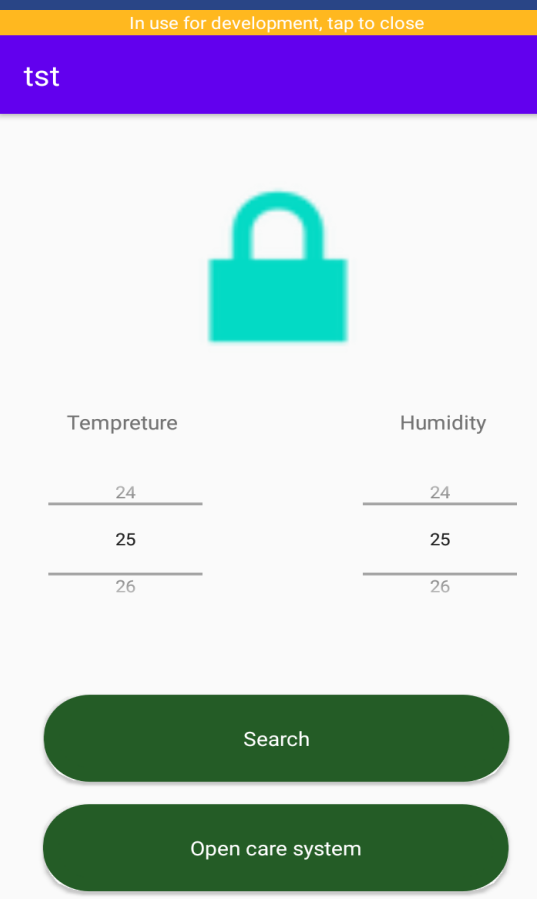 In use for development, tap to close
tst
Tempreture Humidity
24 24
25 25
26 26
Search
Open care system